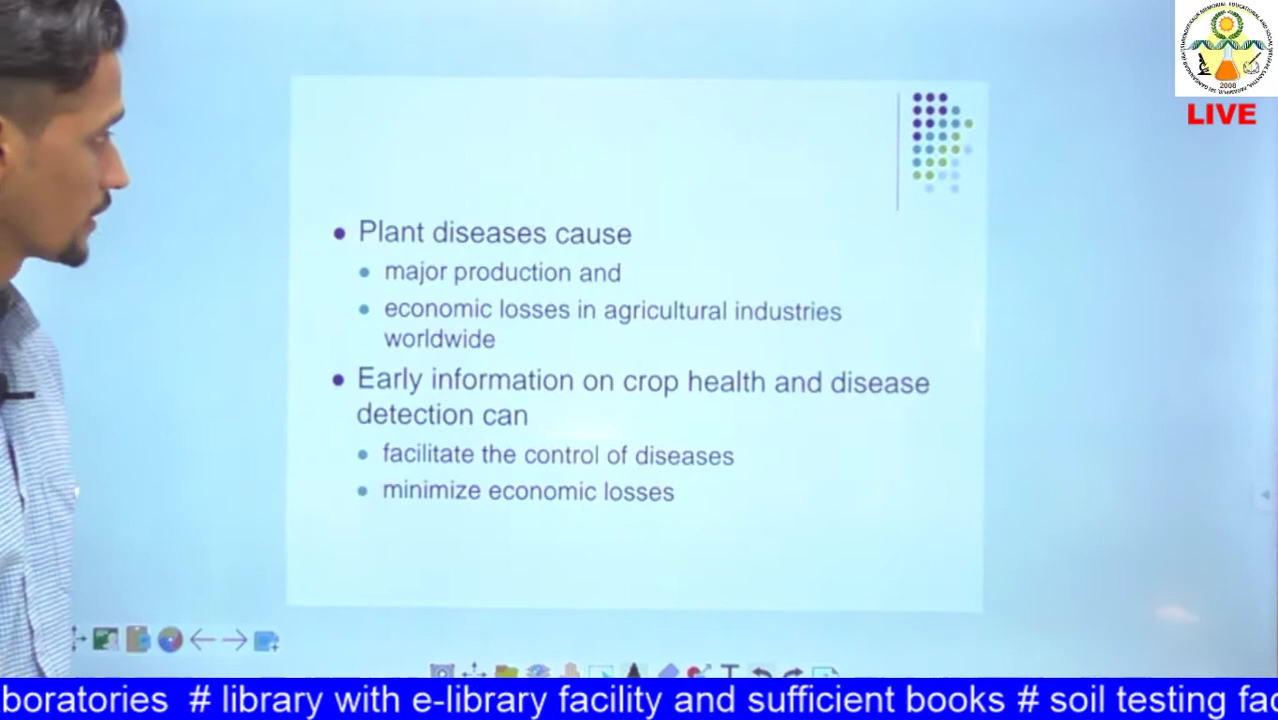 2008
LIVE
Plant diseases cause
major production and
economic losses in agricultural industries
worldwide
Early information on crop health and disease
detection can
facilitate the control of diseases
minimize economic losses
boratories # library with e-library facility and sufficient books # soil testing fac